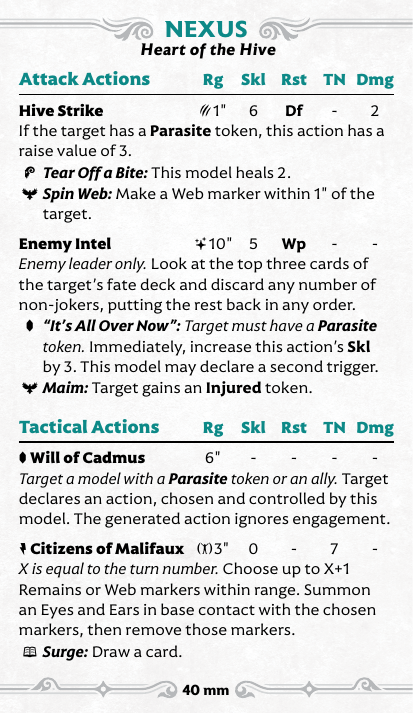 NEXUS
Heart of the Hive
Attack Actions Rg Skl Rst TN Dmg
Hive Strike 1" 6 Df - 2
If the target has a Parasite token, this action has a
raise value of 3.
Tear Off a Bite: This model heals 2.
Spin Web: Make a Web marker within 1" of the
target.
Enemy Intel 10" 5 Wp - -
Enemy leader only. Look at the top three cards of
the target's fate deck and discard any number of
non-jokers, putting the rest back in any order.
"It's All Over Now": Target must have a Parasite
token. Immediately, increase this action's Skl
by 3. This model may declare a second trigger.
Maim: Target gains an Injured token.
Tactical Actions Rg Skl Rst TN Dmg
Will of Cadmus 6" - - - -
Target a model with a Parasite token or an ally. Target
declares an action, chosen and controlled by this
model. The generated action ignores engagement.
Citizens of Malifaux 3" 0 - 7 -
X is equal to the turn number. Choose up to X+1
Remains or Web markers within range. Summon
an Eyes and Ears in base contact with the chosen
markers, then remove those markers.
Surge: Draw a card.
40 mm